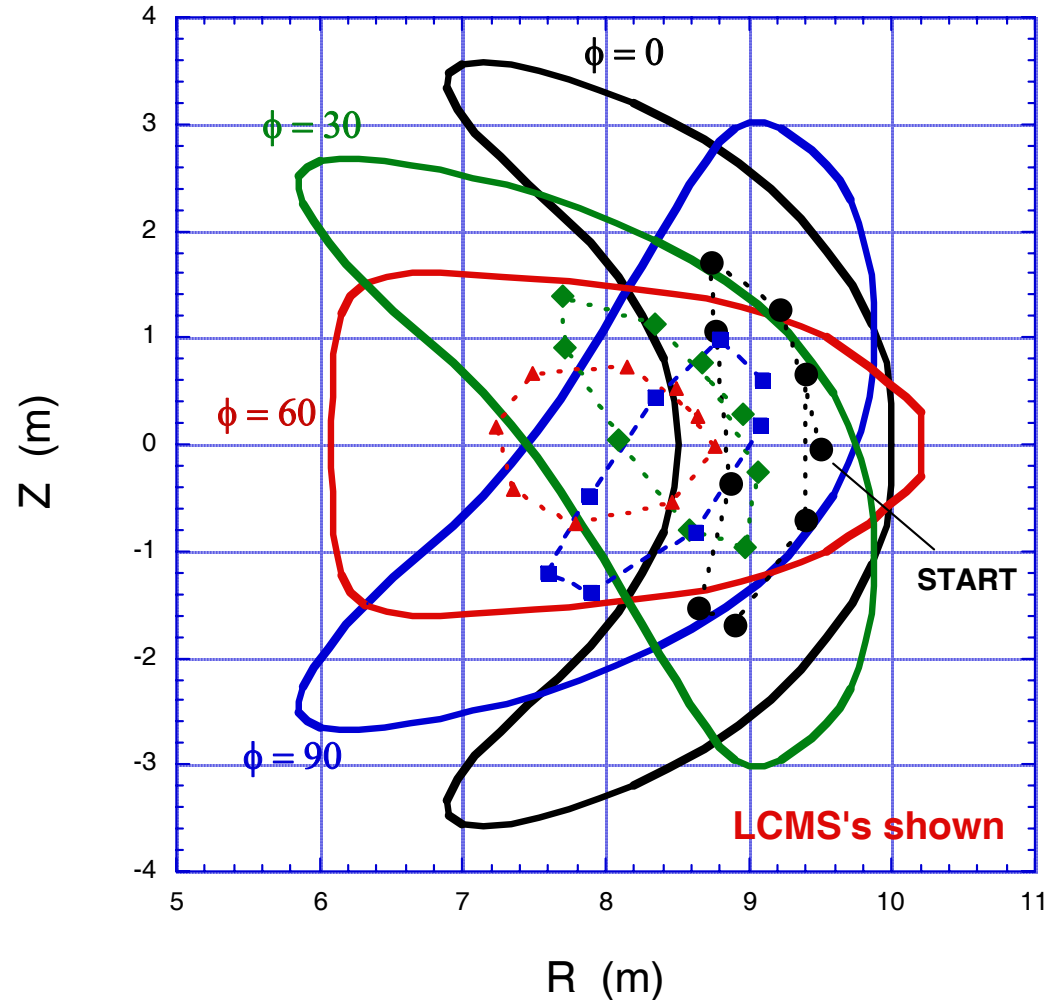 4
ϕ = 0
3
ϕ = 30
2
1
ϕ = 60
Z (m)
0
-1
START
-2
-3
ϕ = 90
LCMS's shown
-4
5 6 7 8 9 10 11
R (m)